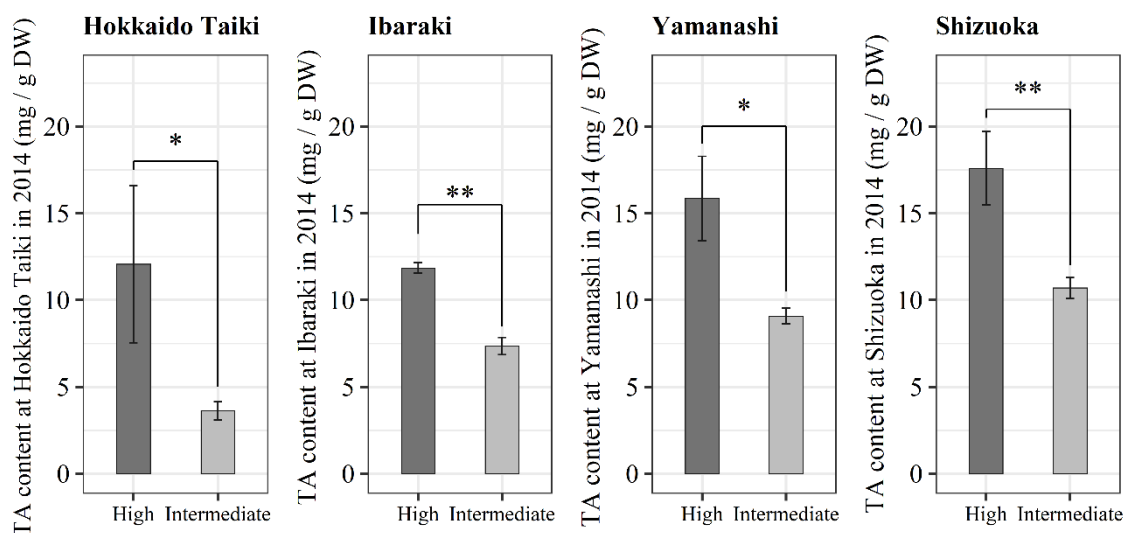 Hokkaido Taiki
TA content at Hokkaido Taiki in 2014 (mg / g DW)
20
15
10
5
0
*
High Intermediate
Ibaraki
TA content at Ibaraki in 2014 (mg / g DW)
20
15
10
5
0
**
High Intermediate
Yamanashi
TA content at Yamanashi in 2014 (mg / g DW)
20
15
10
5
0
*
High Intermediate
Shizuoka
TA content at Shizuoka in 2014 (mg / g DW)
20
15
10
5
0
**
High Intermediate